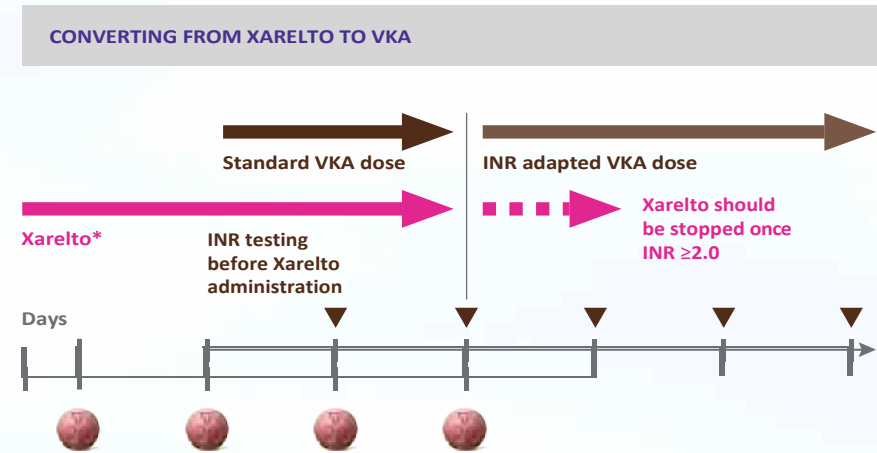 CONVERTING FROM XARELTO TO VKA
Standard VKA dose
INR adapted VKA dose
Xarelto*
INR testing
before Xarelto
administration
Xarelto should
be stopped once
INR ≥2.0
Days